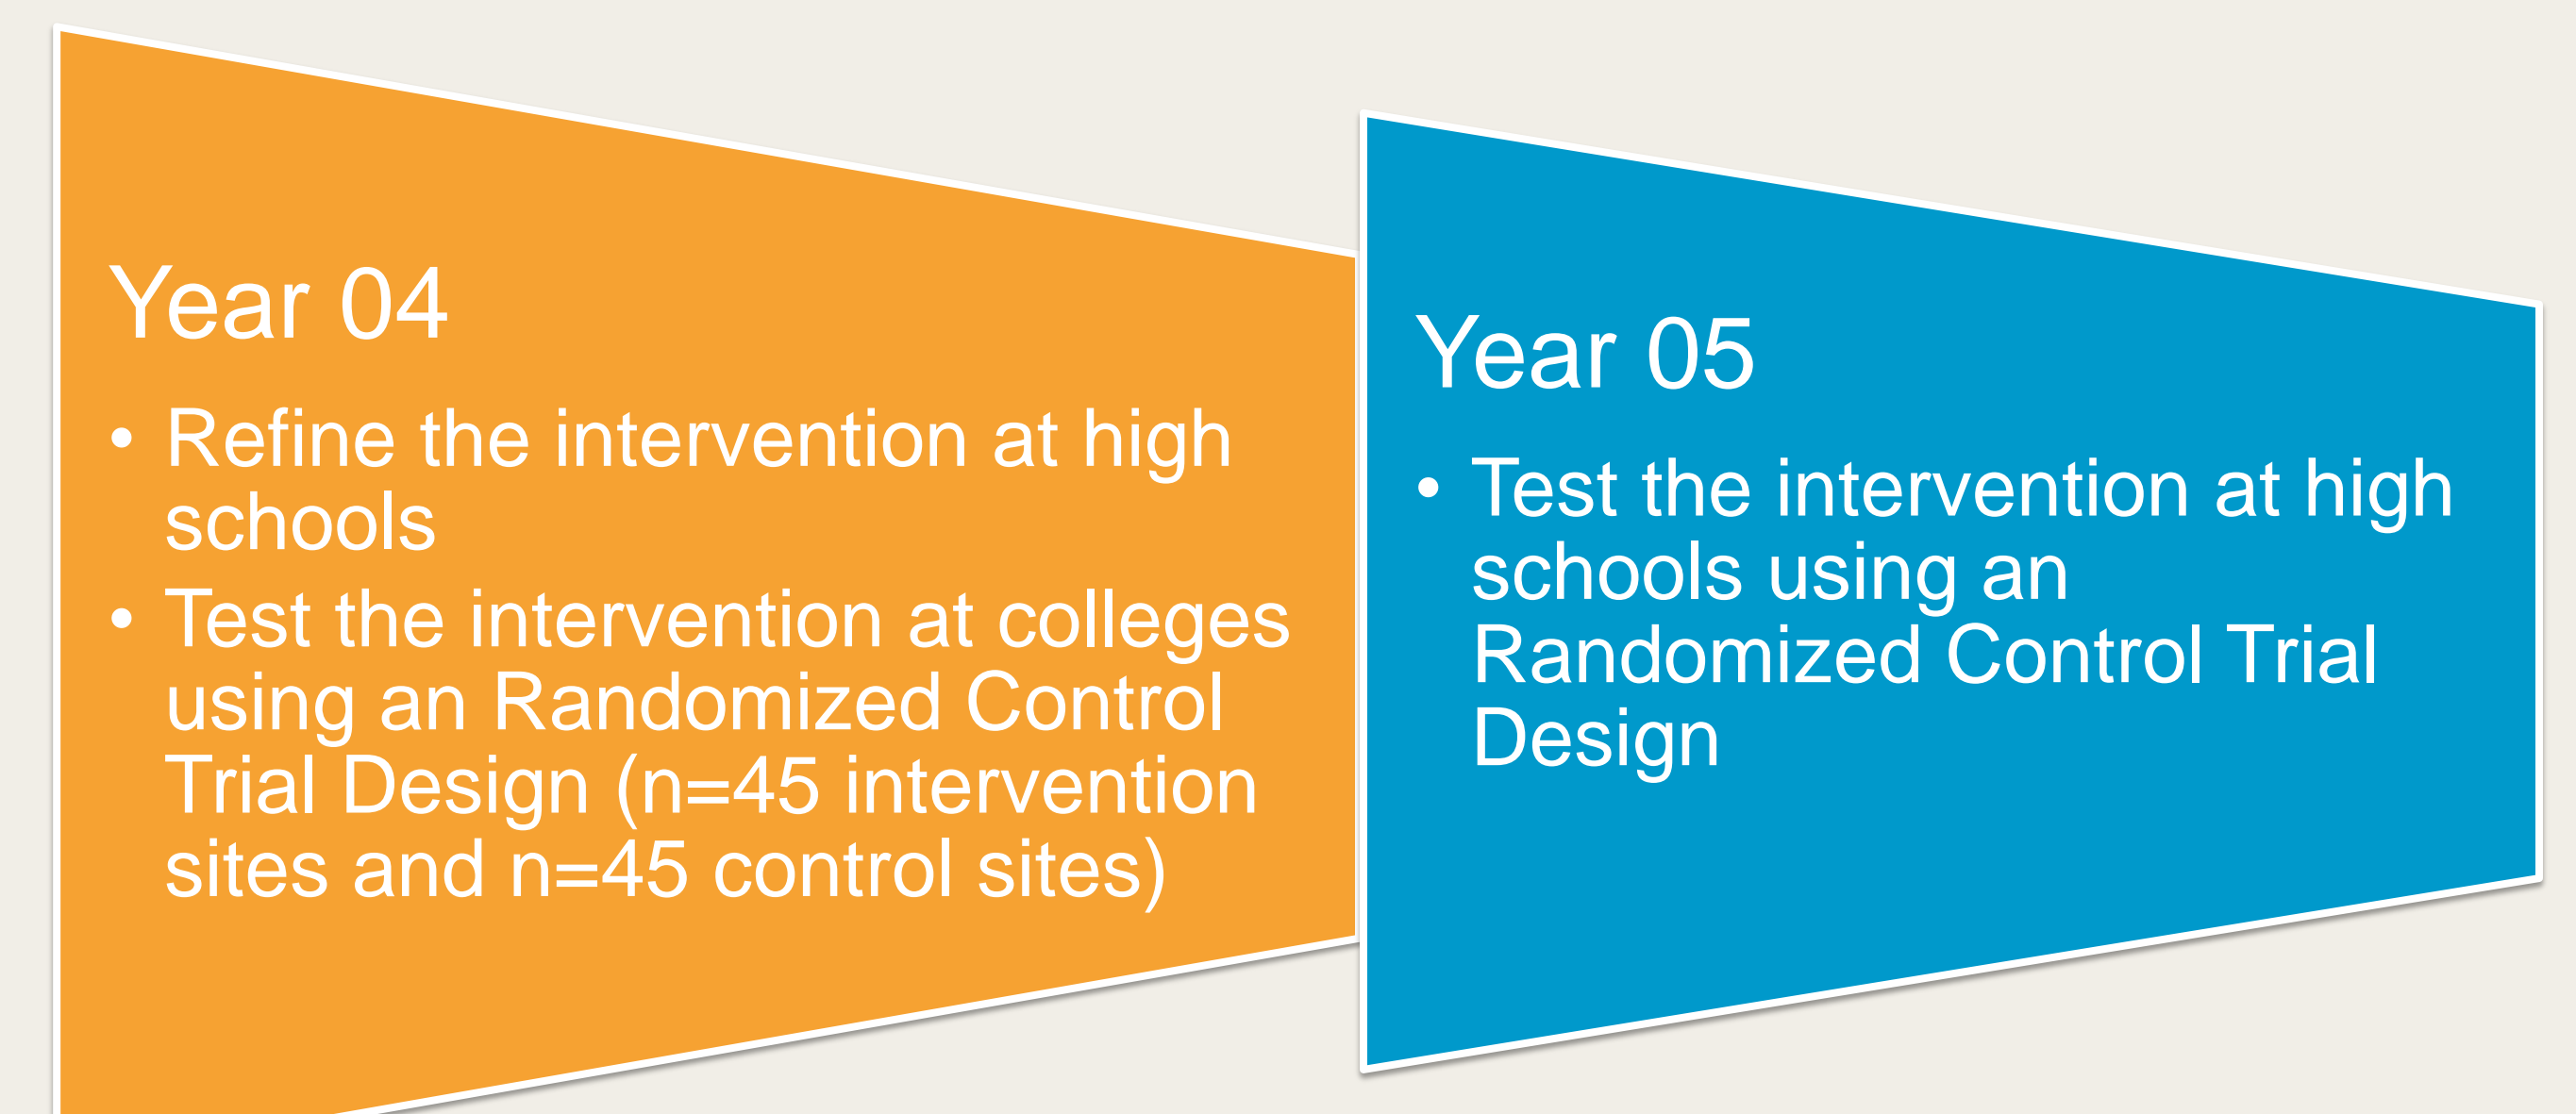 Year 04
• Refine the intervention at high
schools
• Test the intervention at colleges
using an Randomized Control
Trial Design (n=45 intervention
sites and n=45 control sites)
Year 05
• Test the intervention at high
schools using an
Randomized Control Trial
Design